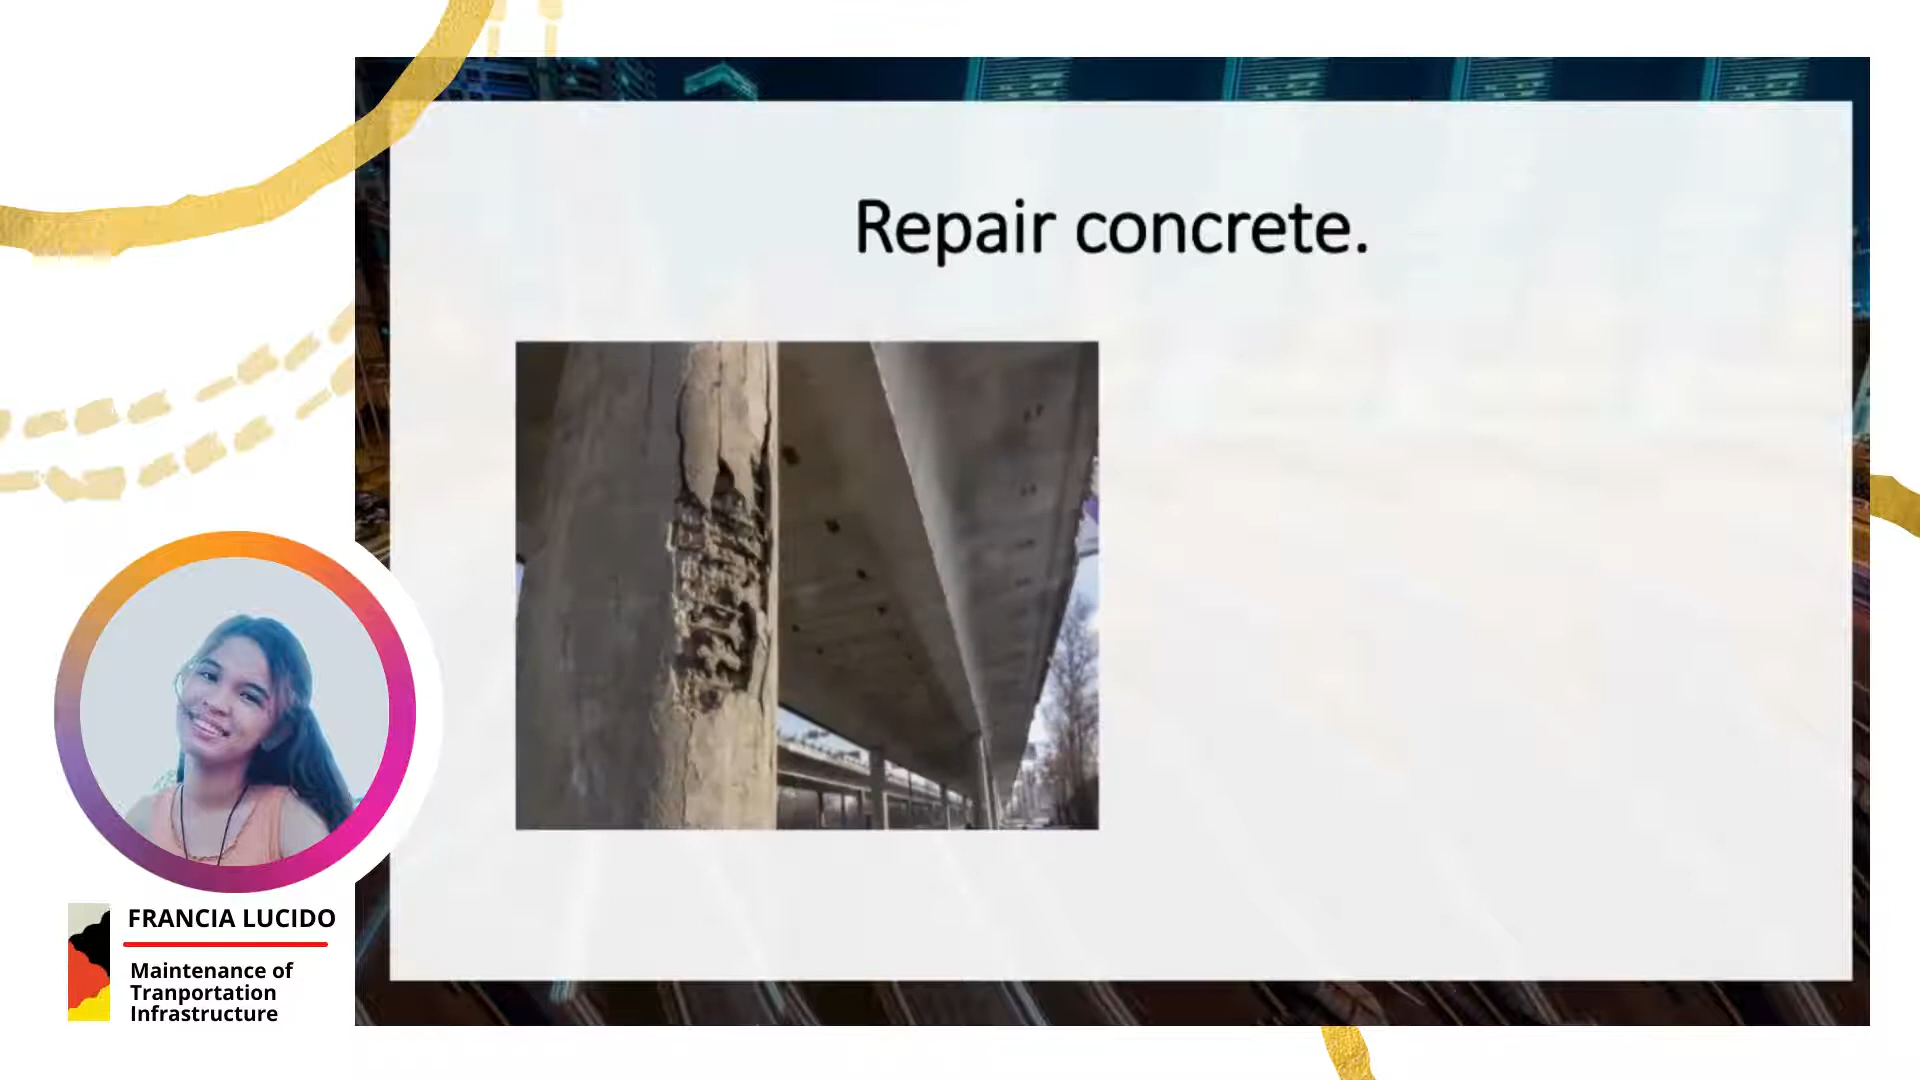 Repair concrete.
FRANCIA LUCIDO
Maintenance of
Tranportation
Infrastructure